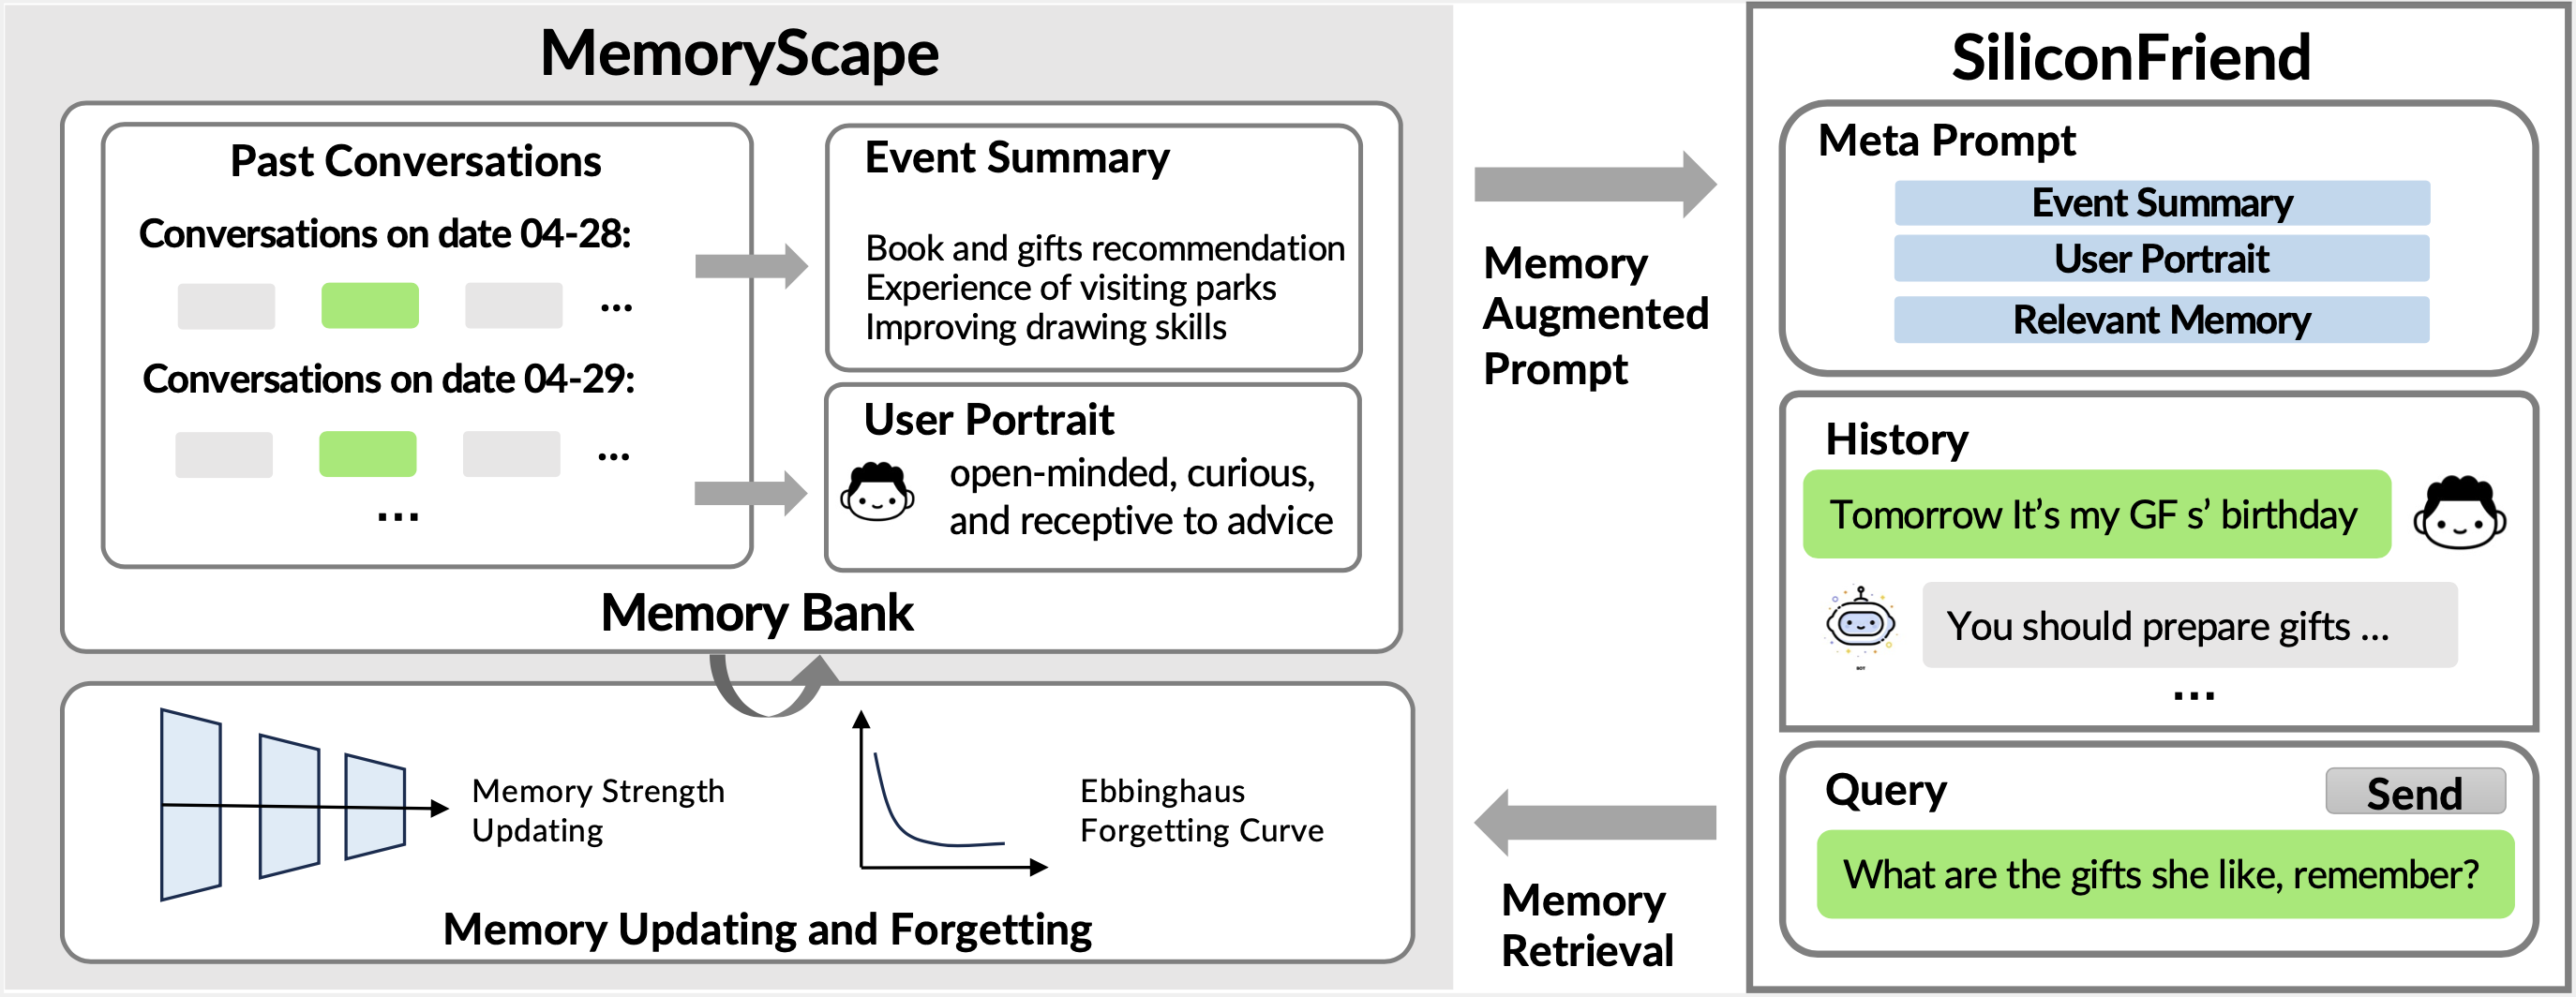 MemoryScape
Past Conversations
Conversations on date 04-28:
...
Conversations on date 04-29:
...
...
Event Summary
Book and gifts recommendation
Experience of visiting parks
Improving drawing skills
User Portrait
open-minded, curious,
and receptive to advice
Memory Bank
Memory Strength
Updating
Ebbinghaus
Forgetting Curve
Memory Updating and Forgetting
Memory
Augmented
Prompt
Memory
Retrieval
SiliconFriend
Meta Prompt
Event Summary
User Portrait
Relevant Memory
History
Tomorrow It’s my GF s’ birthday
You should prepare gifts ...
BOT
...
Query
Send
What are the gifts she like, remember?